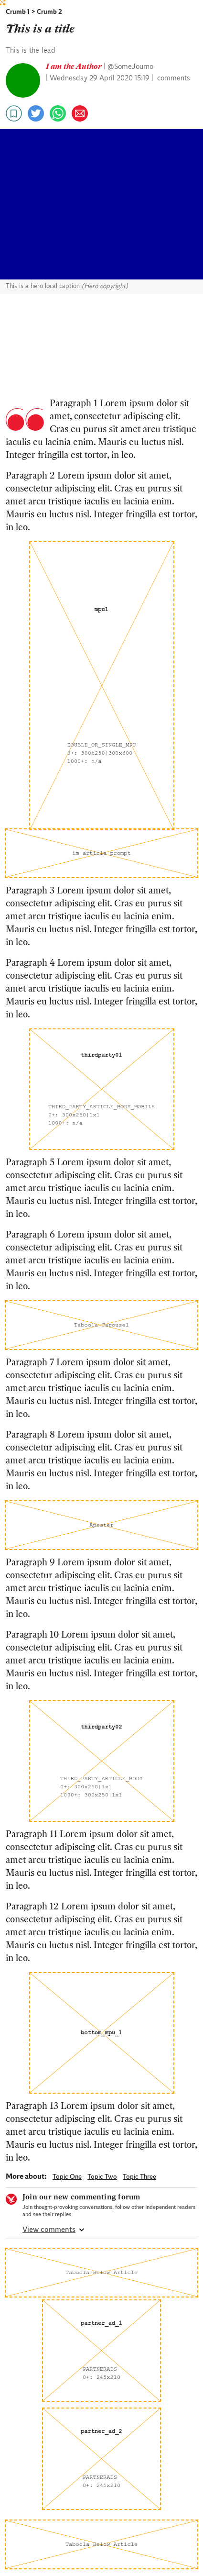 Crumb 1 > Crumb 2
This is a title
This is the lead
I am the Author | @SomeJourno
| Wednesday 29 April 2020 15:19 | comments
This is a hero local caption (Hero copyright)
Paragraph 1 Lorem ipsum dolor sit
amet, consectetur adipiscing elit.
Cras eu purus sit amet arcu tristique
iaculis eu lacinia enim. Mauris eu luctus nisl.
Integer fringilla est tortor, in leo.
Paragraph 2 Lorem ipsum dolor sit amet,
consectetur adipiscing elit. Cras eu purus sit
amet arcu tristique iaculis eu lacinia enim.
Mauris eu luctus nisl. Integer fringilla est tortor,
in leo.
mpu1
DOUBLE_OR_SINGLE_MPU
0+: 300x250|300x600
1000+: n/a
im article prompt
Paragraph 3 Lorem ipsum dolor sit amet,
consectetur adipiscing elit. Cras eu purus sit
amet arcu tristique iaculis eu lacinia enim.
Mauris eu luctus nisl. Integer fringilla est tortor,
in leo.
Paragraph 4 Lorem ipsum dolor sit amet,
consectetur adipiscing elit. Cras eu purus sit
amet arcu tristique iaculis eu lacinia enim.
Mauris eu luctus nisl. Integer fringilla est tortor,
in leo.
thirdparty01
THIRD_PARTY_ARTICLE_BODY_MOBILE
0+: 300x250|1x1
1000+: n/a
Paragraph 5 Lorem ipsum dolor sit amet,
consectetur adipiscing elit. Cras eu purus sit
amet arcu tristique iaculis eu lacinia enim.
Mauris eu luctus nisl. Integer fringilla est tortor,
in leo.
Paragraph 6 Lorem ipsum dolor sit amet,
consectetur adipiscing elit. Cras eu purus sit
amet arcu tristique iaculis eu lacinia enim.
Mauris eu luctus nisl. Integer fringilla est tortor,
in leo.
Taboola Carousel
Paragraph 7 Lorem ipsum dolor sit amet,
consectetur adipiscing elit. Cras eu purus sit
amet arcu tristique iaculis eu lacinia enim.
Mauris eu luctus nisl. Integer fringilla est tortor,
in leo.
Paragraph 8 Lorem ipsum dolor sit amet,
consectetur adipiscing elit. Cras eu purus sit
amet arcu tristique iaculis eu lacinia enim.
Mauris eu luctus nisl. Integer fringilla est tortor,
in leo.
Apester
Paragraph 9 Lorem ipsum dolor sit amet,
consectetur adipiscing elit. Cras eu purus sit
amet arcu tristique iaculis eu lacinia enim.
Mauris eu luctus nisl. Integer fringilla est tortor,
in leo.
Paragraph 10 Lorem ipsum dolor sit amet,
consectetur adipiscing elit. Cras eu purus sit
amet arcu tristique iaculis eu lacinia enim.
Mauris eu luctus nisl. Integer fringilla est tortor,
in leo.
thirdparty02
THIRD_PARTY_ARTICLE_BODY
0+: 300x250|1x1
1000+: 300x250|1x1
Paragraph 11 Lorem ipsum dolor sit amet,
consectetur adipiscing elit. Cras eu purus sit
amet arcu tristique iaculis eu lacinia enim.
Mauris eu luctus nisl. Integer fringilla est tortor,
in leo.
Paragraph 12 Lorem ipsum dolor sit amet,
consectetur adipiscing elit. Cras eu purus sit
amet arcu tristique iaculis eu lacinia enim.
Mauris eu luctus nisl. Integer fringilla est tortor,
in leo.
bottom_mpu_1
Paragraph 13 Lorem ipsum dolor sit amet,
consectetur adipiscing elit. Cras eu purus sit
amet arcu tristique iaculis eu lacinia enim.
Mauris eu luctus nisl. Integer fringilla est tortor,
in leo.
More about: Topic One Topic Two Topic Three
Join our new commenting forum
Join thought-provoking conversations, follow other Independent readers
and see their replies
View comments
Taboola Below Article
partner_ad_1
PARTNERADS
0+: 245x210
partner_ad_2
PARTNERADS
0+: 245x210
Taboola Below Article